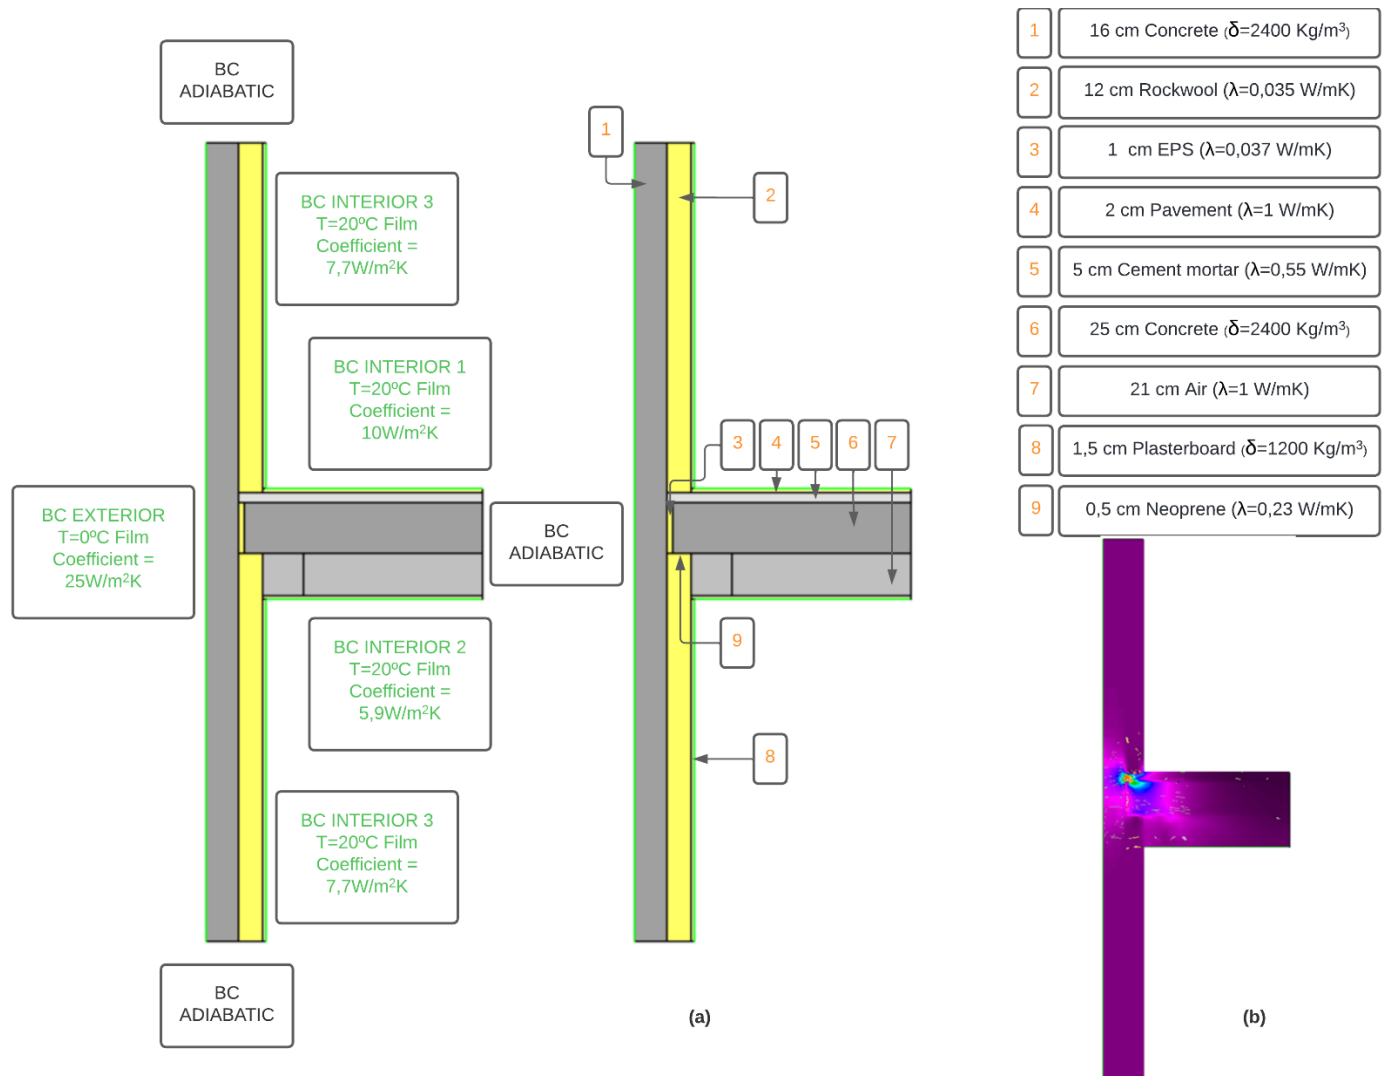 BC
ADIABATIC
BC INTERIOR 3
T=20ºC Film
Coefficient =
7,7W/m²K
BC INTERIOR 1
T=20ºC Film
Coefficient =
10W/m²K
BC EXTERIOR
T=0ºC Film
Coefficient =
25W/m²K
BC
ADIABATIC
BC INTERIOR 2
T=20ºC Film
Coefficient =
5,9W/m²K
BC INTERIOR 3
T=20ºC Film
Coefficient =
7,7W/m²K
BC
ADIABATIC
1
2
3
4
5
6
7
9
8
(a)
1 16 cm Concrete (δ=2400 Kg/m³)
2 12 cm Rockwool (λ=0,035 W/mK)
3 1 cm EPS (λ=0,037 W/mK)
4 2 cm Pavement (λ=1 W/mK)
5 5 cm Cement mortar (λ=0,55 W/mK)
6 25 cm Concrete (δ=2400 Kg/m³)
7 21 cm Air (λ=1 W/mK)
8 1,5 cm Plasterboard (δ=1200 Kg/m³)
9 0,5 cm Neoprene (λ=0,23 W/mK)
(b)